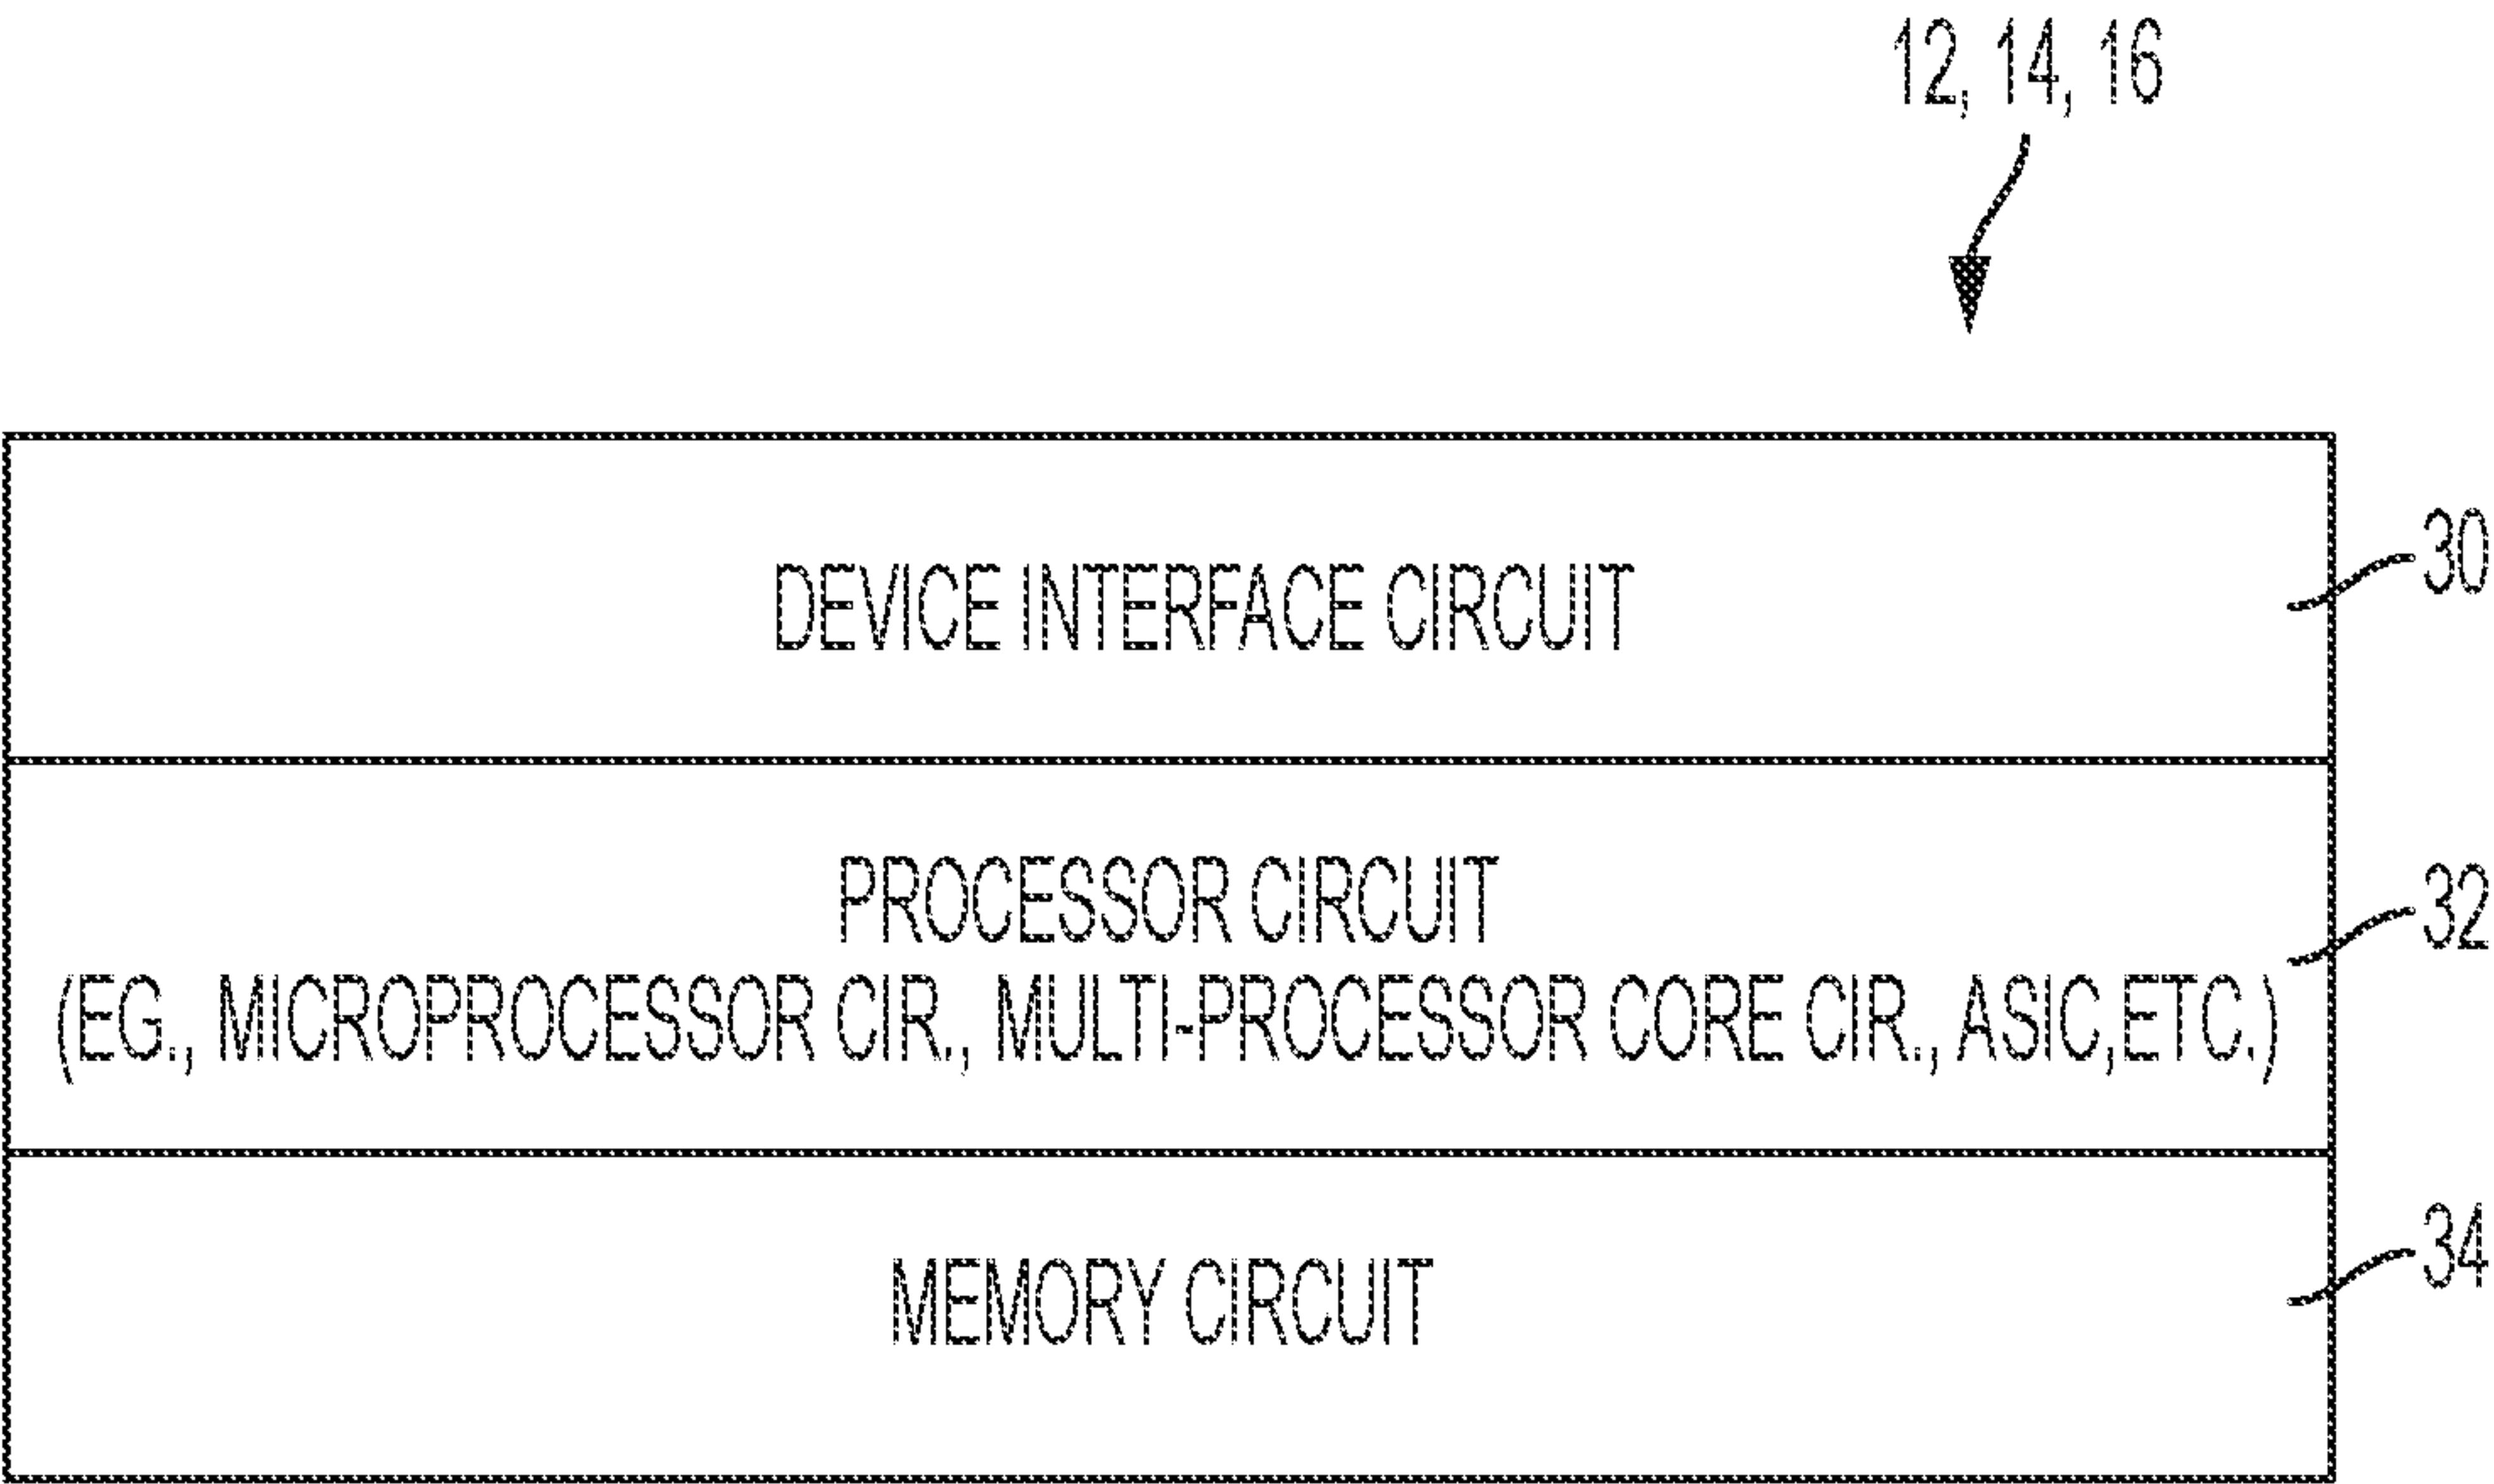 12, 14, 16
DEVICE INTERFACE CIRCUIT
30
PROCESSOR CIRCUIT
32
(EG., MICROPROCESSOR CIR., MULTI-PROCESSOR CORE CIR., ASIC,ETC.)
34
MEMORY CIRCUIT